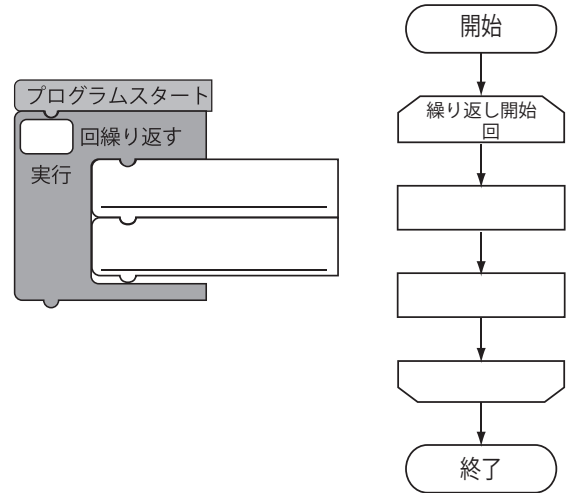 プログラムスタート
回繰り返す
実行
開始
繰り返し開始
回
終了